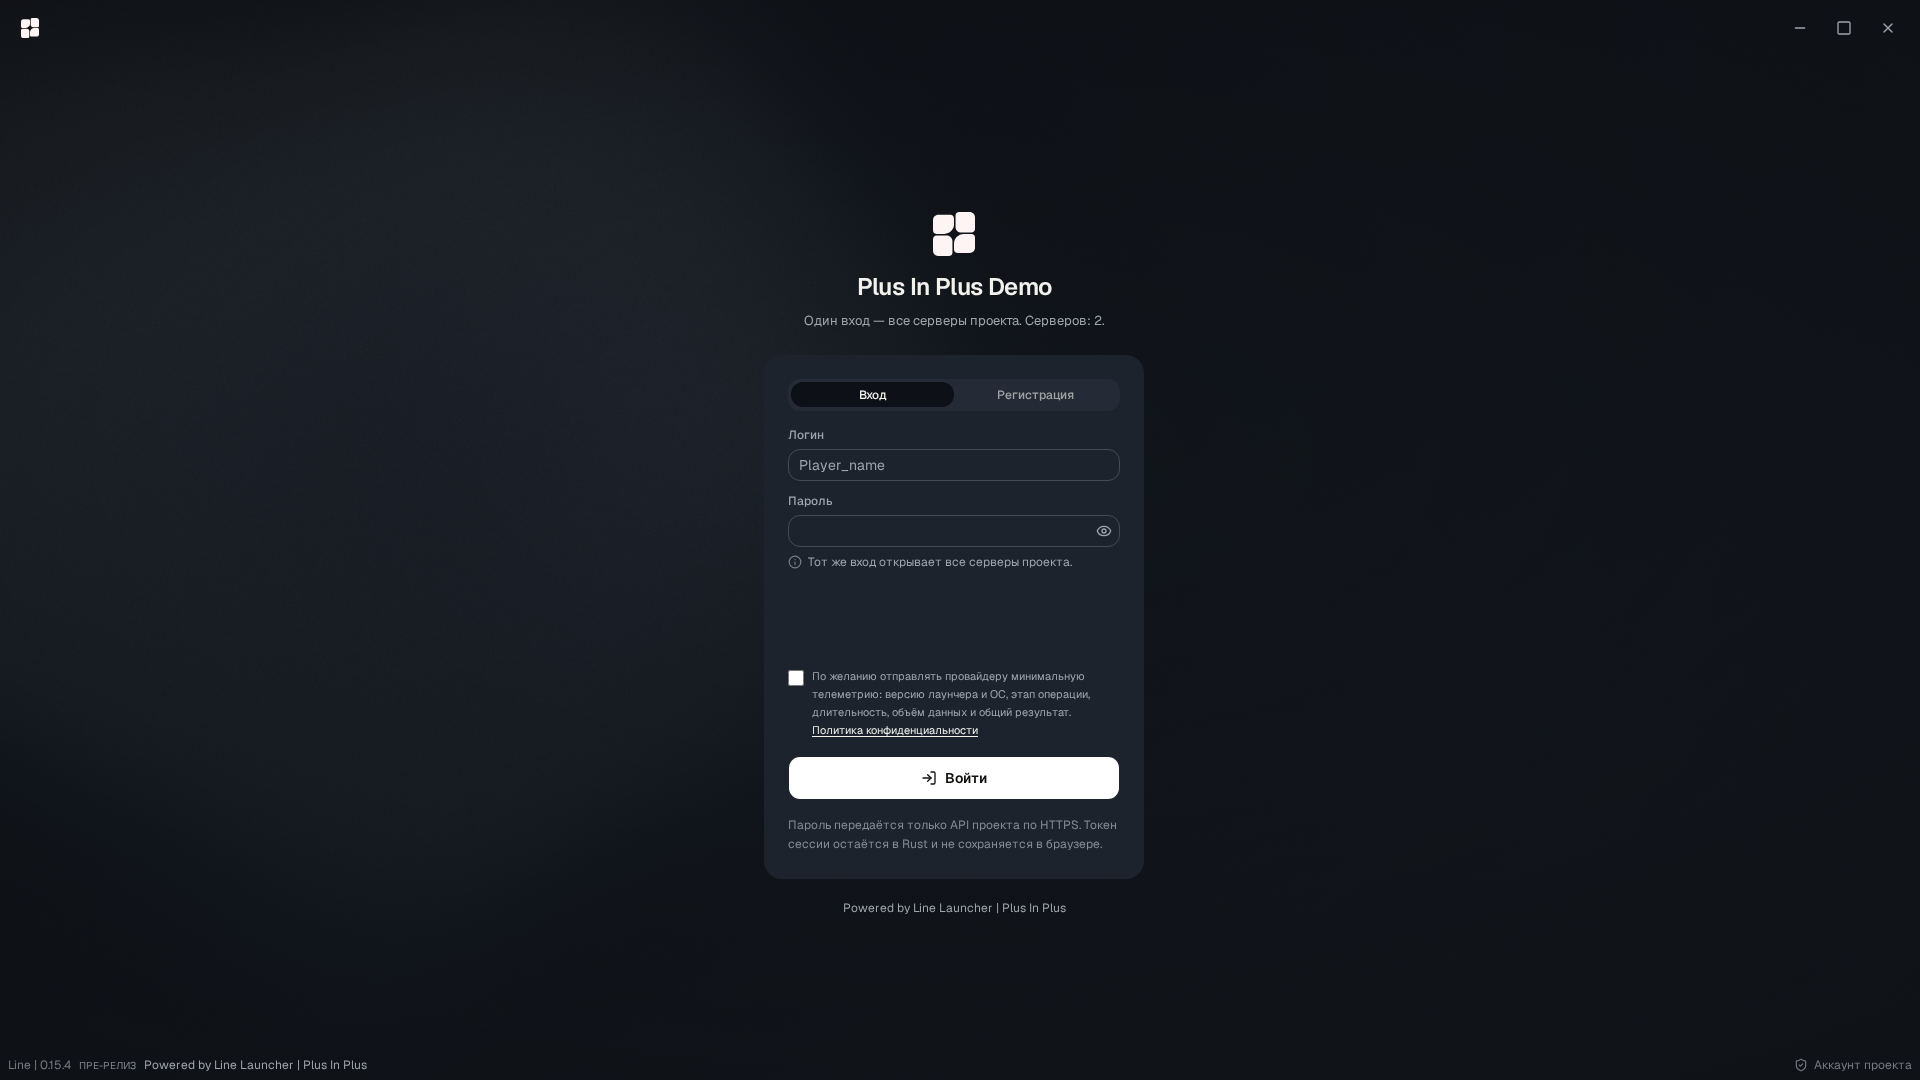 Plus In Plus Demo
Один вход — все серверы проекта. Серверов: 2.
Вход
Регистрация
Логин
Player_name
Пароль
Тот же вход открывает все серверы проекта.
По желанию отправлять провайдеру минимальную
телеметрию: версию лаунчера и ОС, этап операции,
длительность, объём данных и общий результат.
Политика конфиденциальности
Войти
Пароль передаётся только API проекта по HTTPS. Токен
сессии остаётся в Rust и не сохраняется в браузере.
Powered by Line Launcher | Plus In Plus
Line | 0.15.4 ПРЕ-РЕЛИЗ Powered by Line Launcher | Plus In Plus
Аккаунт проекта